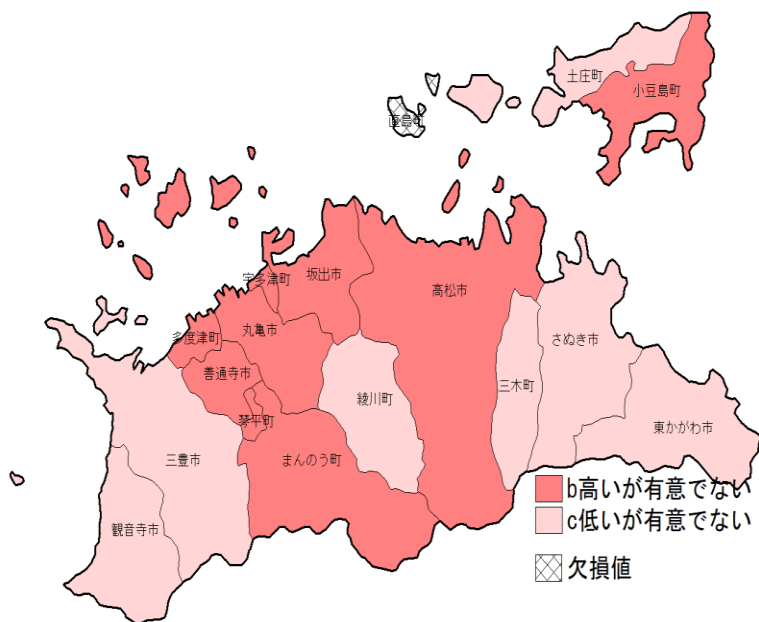 土庄町
小豆島町
直島町
高松市
坂出市
宇多津町
丸亀市
多度津町
善通寺市
さぬき市
三木町
綾川町
琴平町
東かがわ市
まんのう町
三豊市
観音寺市
b高いが有意でない
c低いが有意でない
欠損値